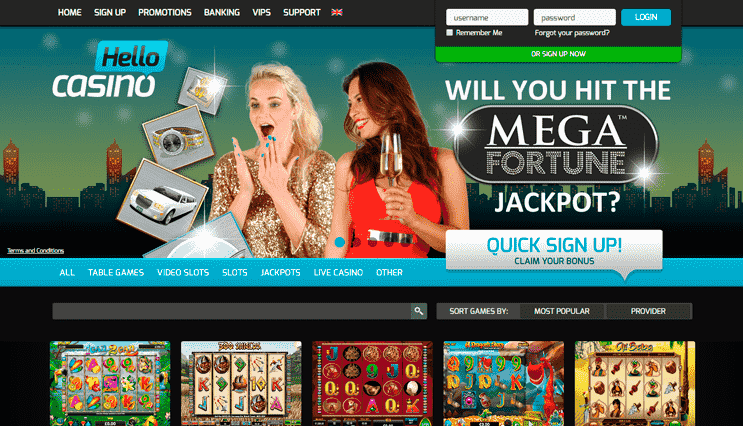 HOME SIGN UP PROMOTIONS BANKING VIPS SUPPORT
username password LOGIN
Remember Me Forgot your password?
OR SIGN UP NOW
Hello
casino
WILL YOU HIT THE
MEGA™
FORTUNE
JACKPOT?
Terms and Conditions
QUICK SIGN UP!
CLAIM YOUR BONUS
ALL TABLE GAMES VIDEO SLOTS SLOTS JACKPOTS LIVE CASINO OTHER
SORT GAMES BY: MOST POPULAR PROVIDER